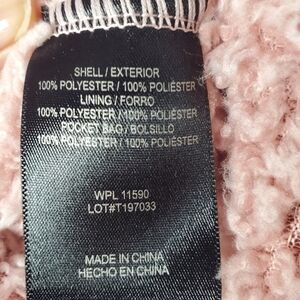 SHELL / EXTERIOR
100% POLYESTER / 100% POLIÉSTER
LINING / FORRO
100% POLYESTER / 100% POLIÉSTER
POCKET BAG / BOLSILLO
100% POLYESTER / 100% POLIÉSTER
WPL 11590
LOT#T197033
MADE IN CHINA
HECHO EN CHINA